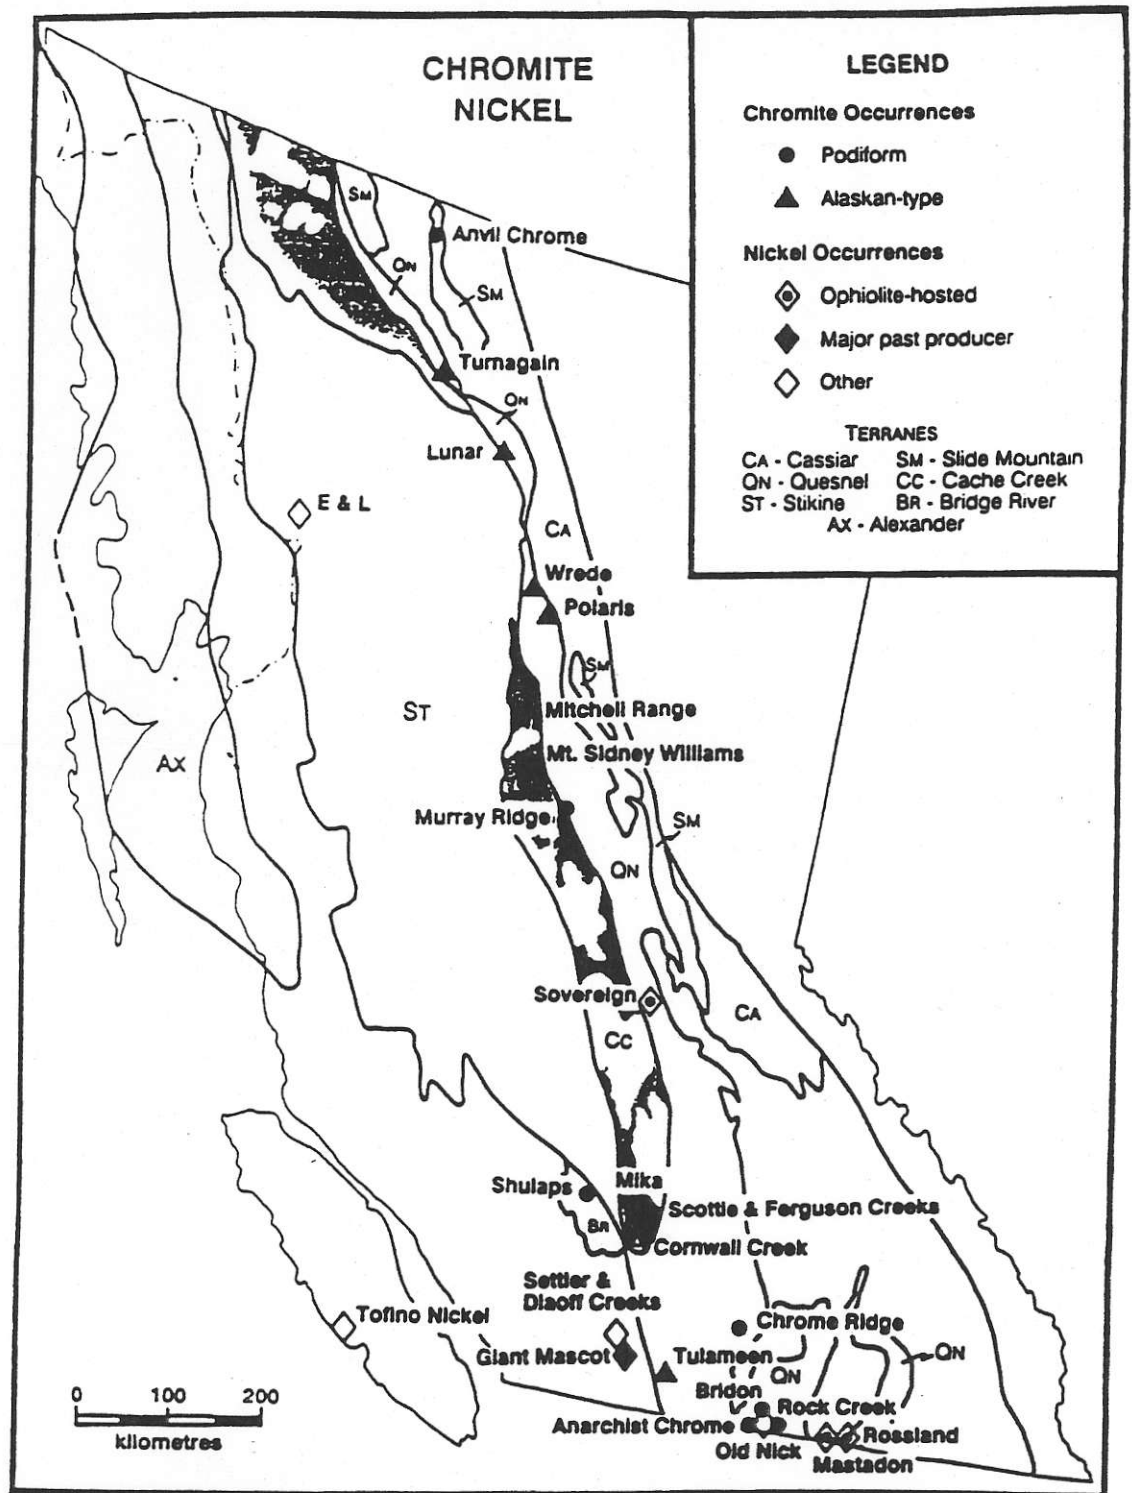 CHROMITE
NICKEL
LEGEND
Chromite Occurrences
Podiform
Alaskan-type
Nickel Occurrences
Ophiolite-hosted
Major past producer
Other
TERRANES
CA - Cassiar SM - Slide Mountain
QN - Quesnel CC - Cache Creek
ST - Stikine BR - Bridge River
AX - Alexander
SM
Anvil Chrome
QN
SM
Turnagain
QN
Lunar
E & L
CA
Wrede
Polaris
SM
ST
Mitchell Range
Mt. Sidney Williams
AX
Murray Ridge
SM
QN
Sovereign
CA
CC
Mika
Shulaps
Scottie & Ferguson Creeks
BR
Cornwall Creek
Settler &
Diaoff Creeks
Tofino Nickel
Chrome Ridge
Giant Mascot
Tulameen
QN
QN
Bridon
Rock Creek
Anarchist Chrome
Rossland
Old Nick
Mastadon
0 100 200
kilometres